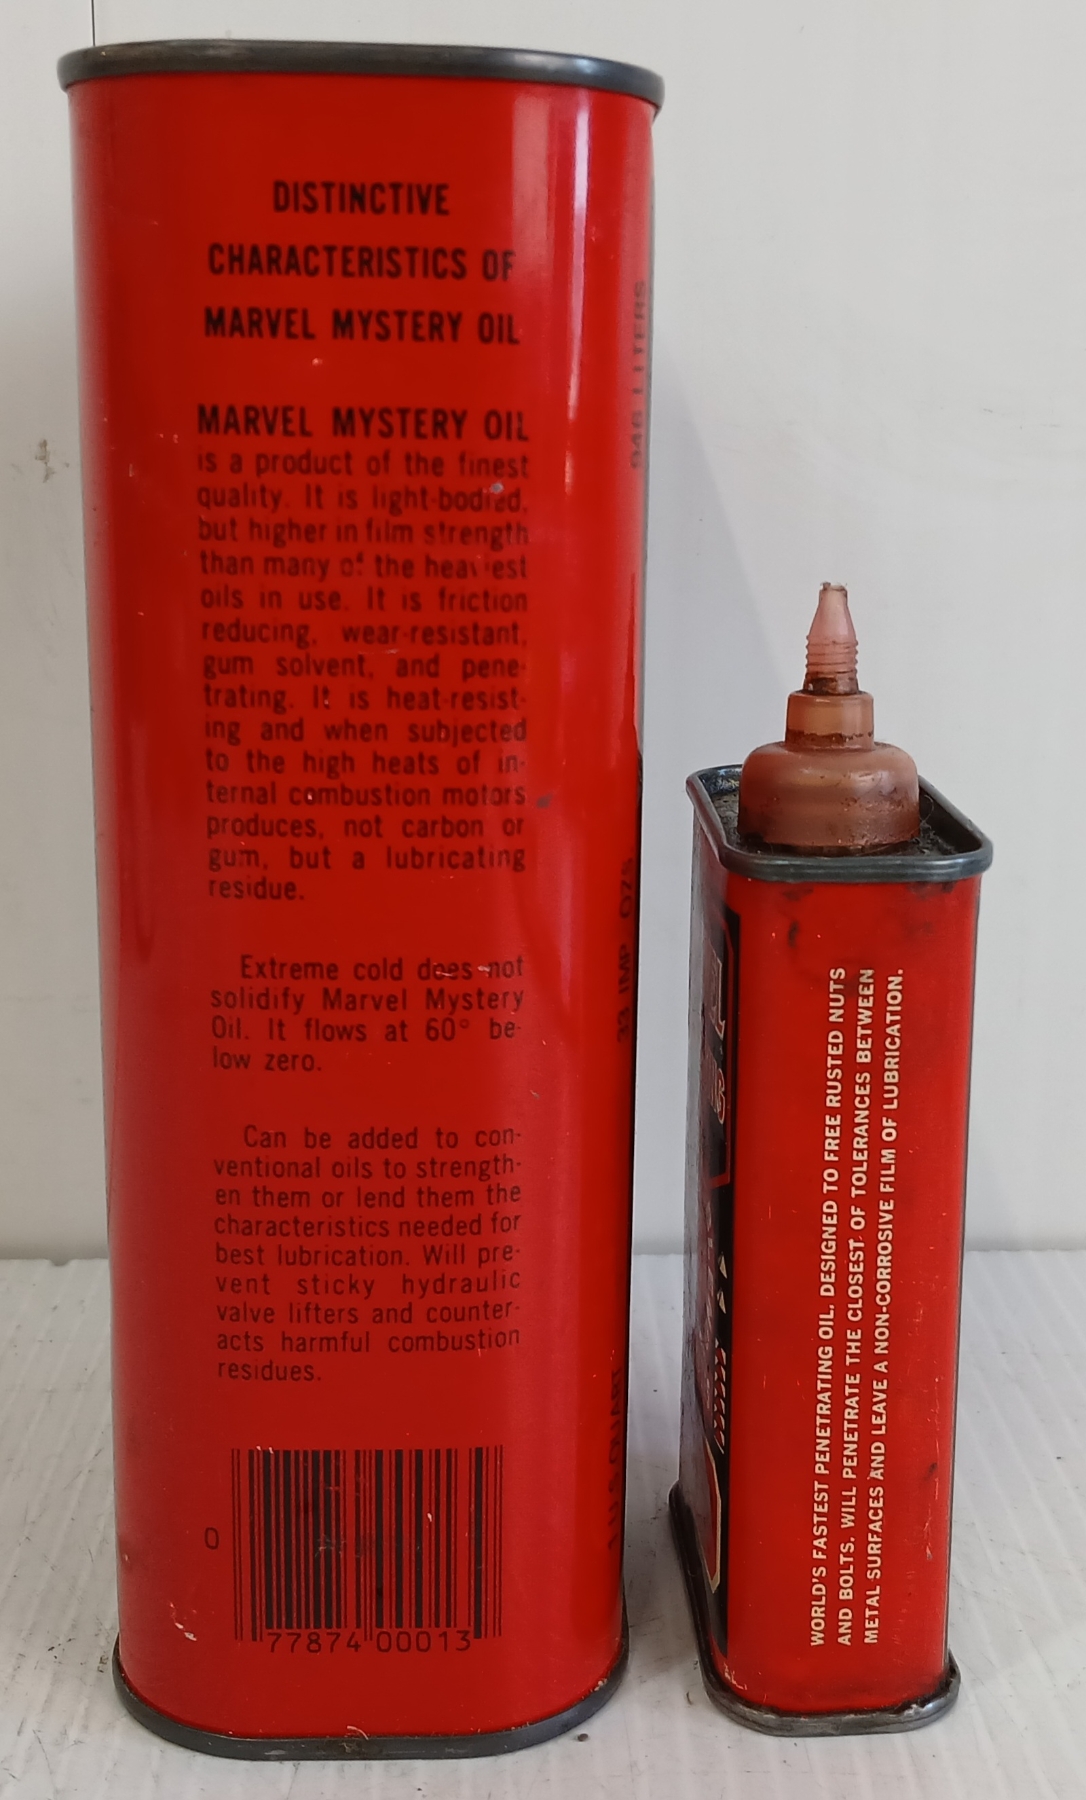 DISTINCTIVE
CHARACTERISTICS OF
MARVEL MYSTERY OIL
MARVEL MYSTERY OIL
is a product of the finest
quality. It is light-bodied,
but higher in film strength
than many of the heaviest
oils in use. It is friction
reducing, wear-resistant,
gum solvent, and pene-
trating. It is heat-resist-
ing and when subjected
to the high heats of in-
ternal combustion motors
produces, not carbon or
gum, but a lubricating
residue.
Extreme cold does not
solidify Marvel Mystery
Oil. It flows at 60° be-
low zero.
Can be added to con-
ventional oils to strength-
en them or lend them the
characteristics needed for
best lubrication. Will pre-
vent sticky hydraulic
valve lifters and counter-
acts harmful combustion
residues.
0
77874 00013
1 U.S. QUART
33 IMP. OZS
.946 LITERS
WORLD'S FASTEST PENETRATING OIL. DESIGNED TO FREE RUSTED NUTS
AND BOLTS. WILL PENETRATE THE CLOSEST OF TOLERANCES BETWEEN
METAL SURFACES AND LEAVE A NON-CORROSIVE FILM OF LUBRICATION.